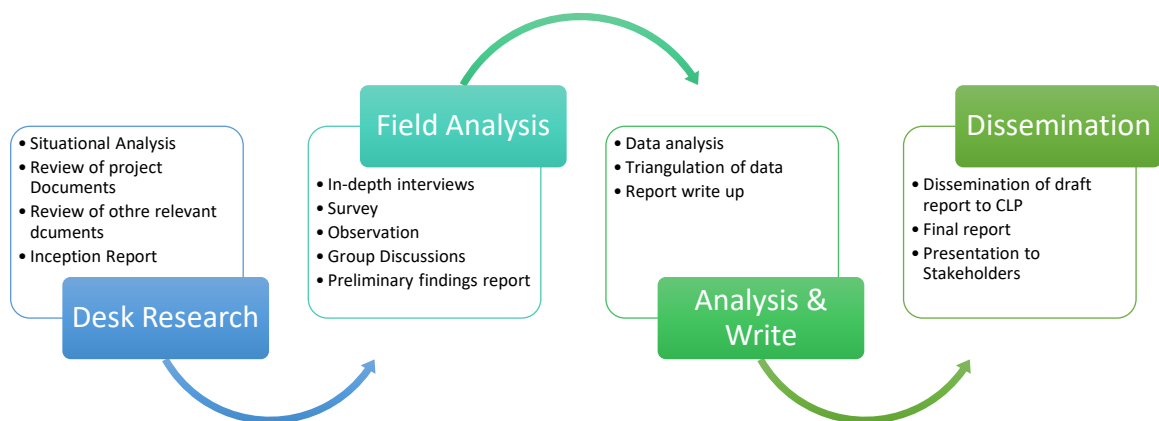 • Situational Analysis
• Review of project
Documents
• Review of othre relevant
dcuments
• Inception Report
Desk Research
Field Analysis
• In-depth interviews
• Survey
• Observation
• Group Discussions
• Preliminary findings report
• Data analysis
• Triangulation of data
• Report write up
Analysis &
Write
Dissemination
• Dissemination of draft
report to CLP
• Final report
• Presentation to
Stakeholders